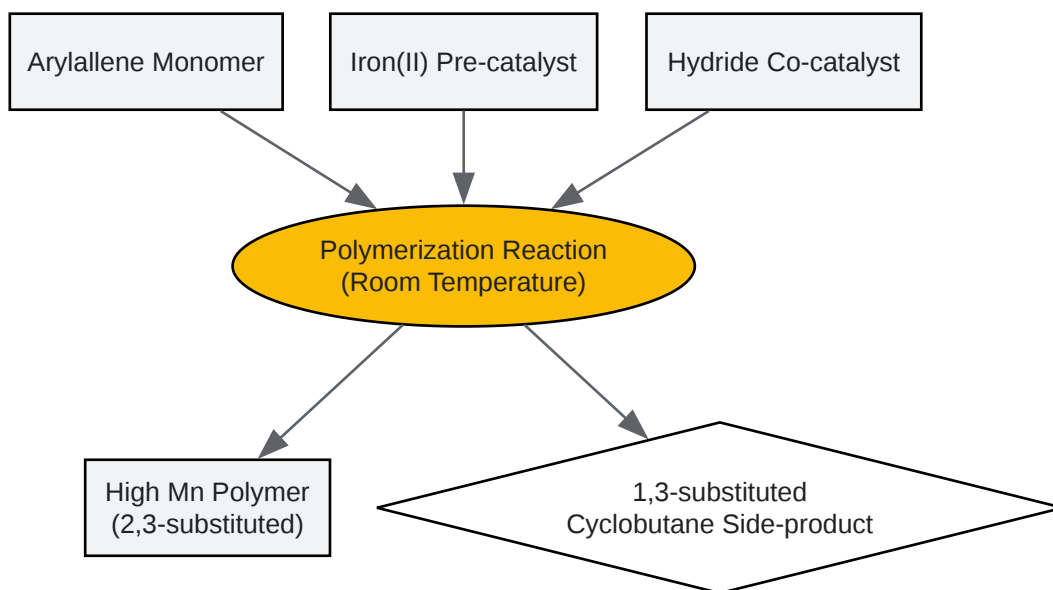 Arylallene Monomer
Iron(II) Pre-catalyst
Hydride Co-catalyst
Polymerization Reaction
(Room Temperature)
High Mn Polymer
(2,3-substituted)
1,3-substituted
Cyclobutane Side-product